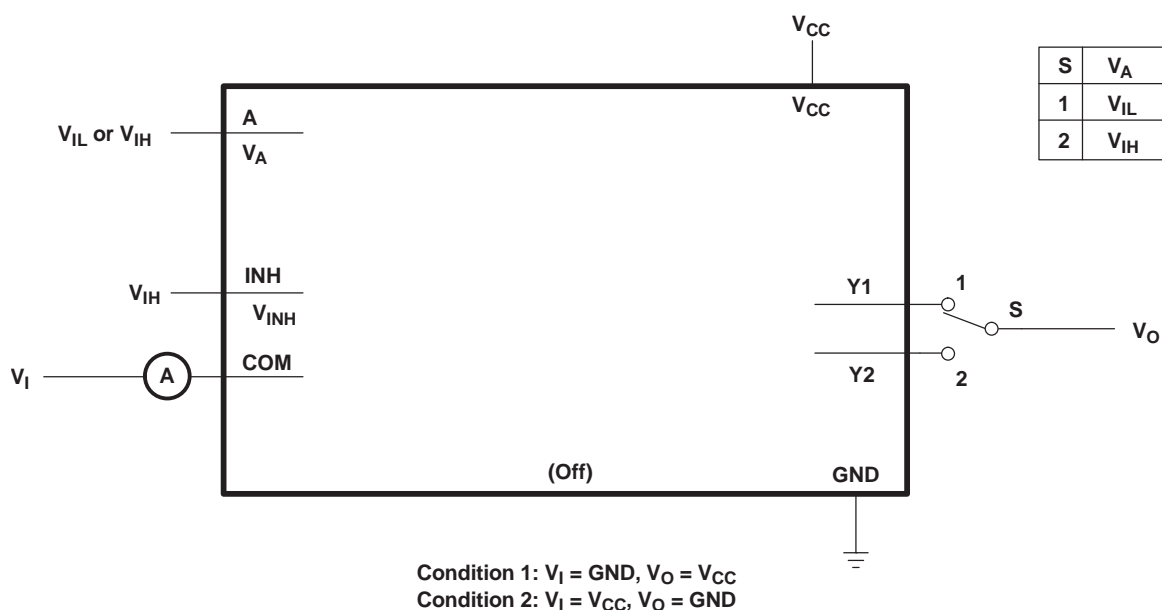 VCC
S VA
1 VIL
2 VIH
VCC
A
VIL or VIH
VA
INH
VIH
VINH
COM
VI
A
Y1
1
S
VO
Y2
2
(Off)
GND
Condition 1: VI = GND, VO = VCC
Condition 2: VI = VCC, VO = GND